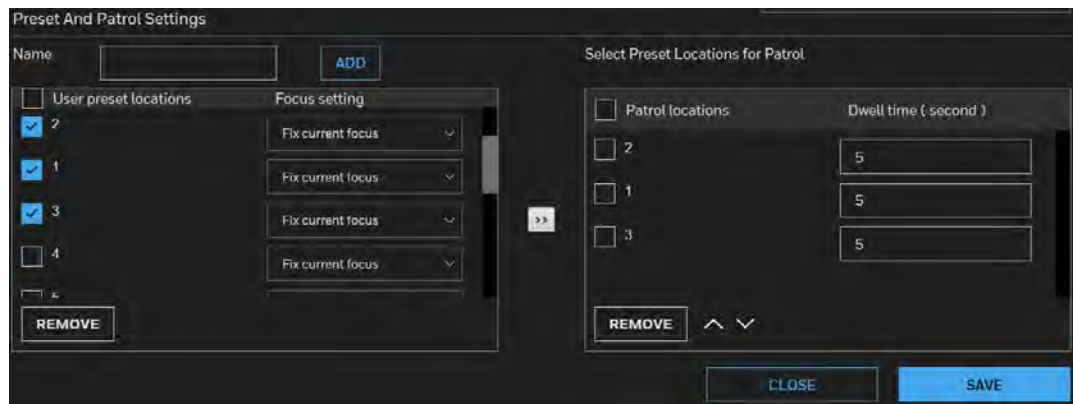 Preset And Patrol Settings
Name
ADD
User preset locations Focus setting
2 Fix current focus
1 Fix current focus
3 Fix current focus
4 Fix current focus
REMOVE
>>
Select Preset Locations for Patrol
Patrol locations Dwell time ( second )
2 5
1 5
3 5
REMOVE
CLOSE SAVE